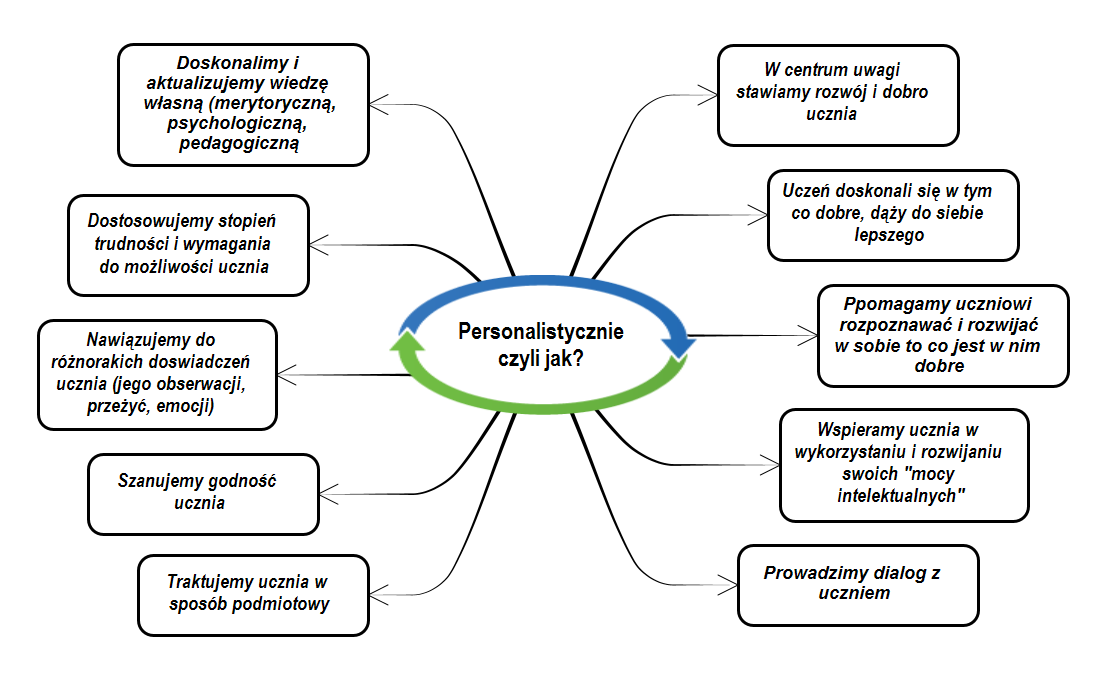 Doskonalimy i
aktualizujemy wiedzę
własną (merytoryczną,
psychologiczną,
pedagogiczną
Dostosowujemy stopień
trudności i wymagania
do możliwości ucznia
Nawiązujemy do
różnorakich doswiadczeń
ucznia (jego obserwacji,
przeżyć, emocji)
Szanujemy godność
ucznia
Traktujemy ucznia w
sposób podmiotowy
Personalistycznie
czyli jak?
W centrum uwagi
stawiamy rozwój i dobro
ucznia
Uczeń doskonali się w tym
co dobre, dąży do siebie
lepszego
Ppomagamy uczniowi
rozpoznawać i rozwijać
w sobie to co jest w nim
dobre
Wspieramy ucznia w
wykorzystaniu i rozwijaniu
swoich "mocy
intelektualnych"
Prowadzimy dialog z
uczniem